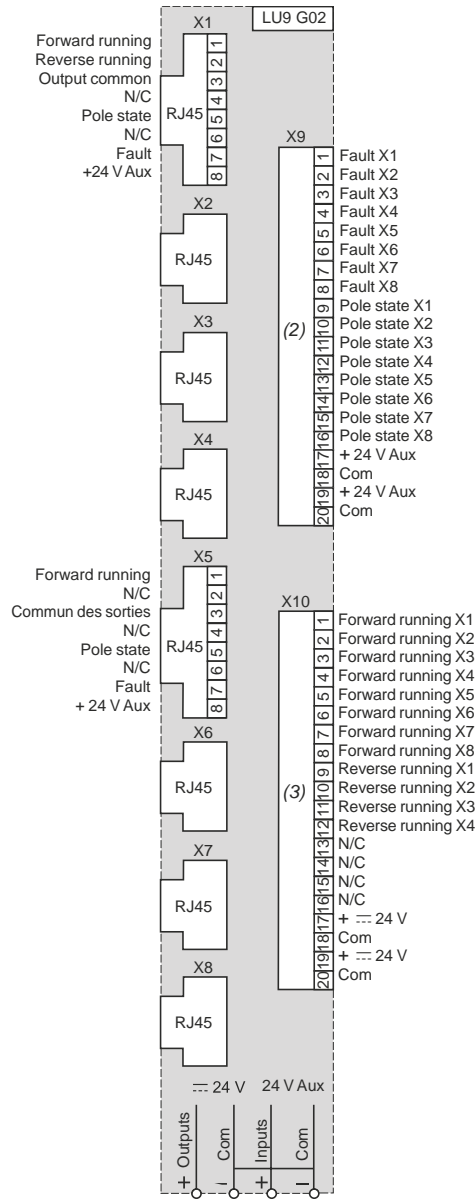 LU9 G02
X1
Forward running 1
Reverse running 2
Output common 3
N/C 4
Pole state 5
N/C 6
Fault 7
+24 V Aux 8
RJ45
X2
RJ45
X3
RJ45
X4
RJ45
X5
Forward running 1
N/C 2
Commun des sorties 3
N/C 4
Pole state 5
N/C 6
Fault 7
+ 24 V Aux 8
RJ45
X6
RJ45
X7
RJ45
X8
RJ45
X9
(2)
1 Fault X1
2 Fault X2
3 Fault X3
4 Fault X4
5 Fault X5
6 Fault X6
7 Fault X7
8 Fault X8
9 Pole state X1
10 Pole state X2
11 Pole state X3
12 Pole state X4
13 Pole state X5
14 Pole state X6
15 Pole state X7
16 Pole state X8
17 + 24 V Aux
18 Com
19 + 24 V Aux
20 Com
X10
(3)
1 Forward running X1
2 Forward running X2
3 Forward running X3
4 Forward running X4
5 Forward running X5
6 Forward running X6
7 Forward running X7
8 Forward running X8
9 Reverse running X1
10 Reverse running X2
11 Reverse running X3
12 Reverse running X4
13 N/C
14 N/C
15 N/C
16 N/C
17 + ⎓ 24 V
18 Com
19 + ⎓ 24 V
20 Com
⎓ 24 V
24 V Aux
+ Outputs
– Com
+ Inputs
– Com